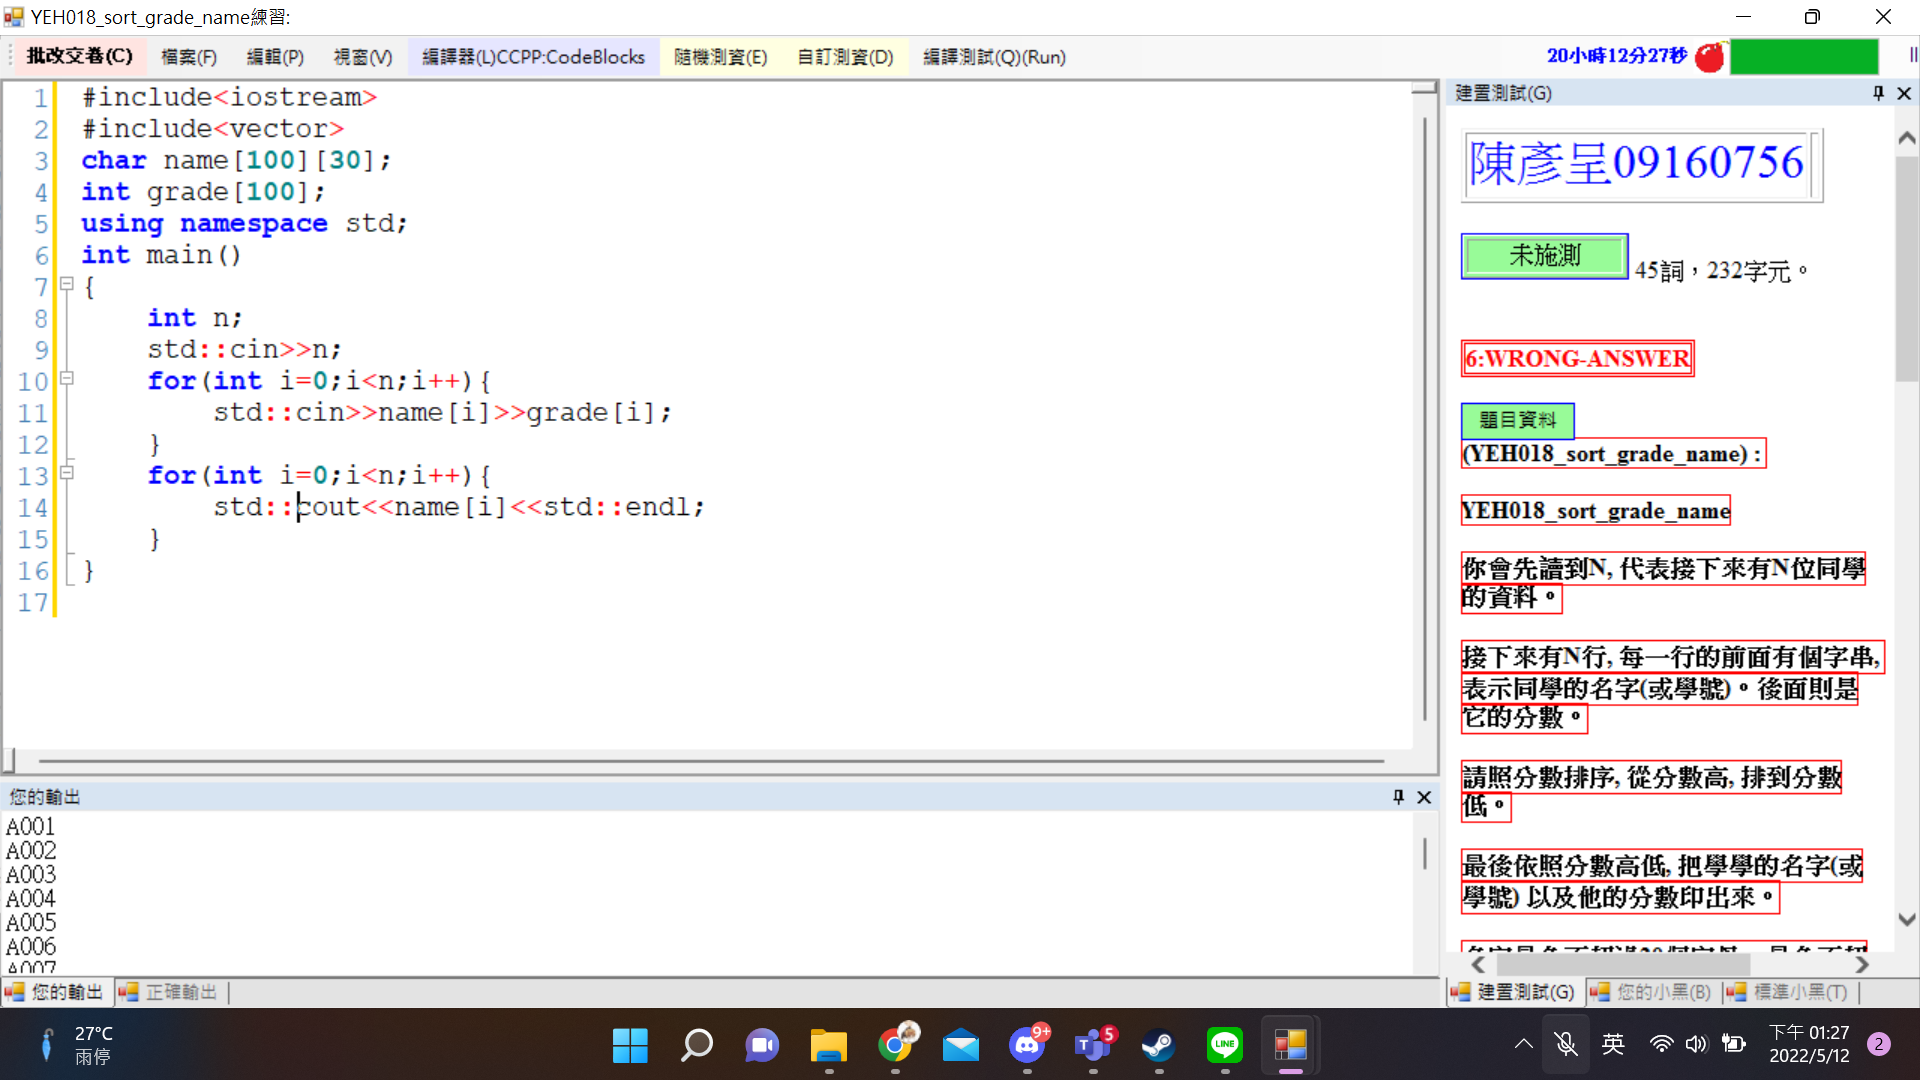 YEH018_sort_grade_name練習:
批改交卷(C) 檔案(F) 編輯(P) 視窗(V) 編譯器(L)CCPP:CodeBlocks 隨機測資(E) 自訂測資(D) 編譯測試(Q)(Run) 20小時12分27秒
1 #include<iostream>
2 #include<vector>
3 char name[100][30];
4 int grade[100];
5 using namespace std;
6 int main()
7 {
8 int n;
9 std::cin>>n;
10 for(int i=0;i<n;i++){
11 std::cin>>name[i]>>grade[i];
12 }
13 for(int i=0;i<n;i++){
14 std::cout<<name[i]<<std::endl;
15 }
16 }
17
您的輸出
A001
A002
A003
A004
A005
A006
A007
您的輸出 正確輸出
建置測試(G)
陳彥呈09160756
未施測 45詞，232字元。
6:WRONG-ANSWER
題目資料
(YEH018_sort_grade_name) :
YEH018_sort_grade_name
你會先讀到N, 代表接下來有N位同學
的資料。
接下來有N行, 每一行的前面有個字串,
表示同學的名字(或學號)。後面則是
它的分數。
請照分數排序, 從分數高, 排到分數
低。
最後依照分數高低, 把學學的名字(或
學號) 以及他的分數印出來。
建置測試(G) 您的小黑(B) 標準小黑(T)
27°C
雨停
9+
5
LINE
英
下午 01:27
2022/5/12
2